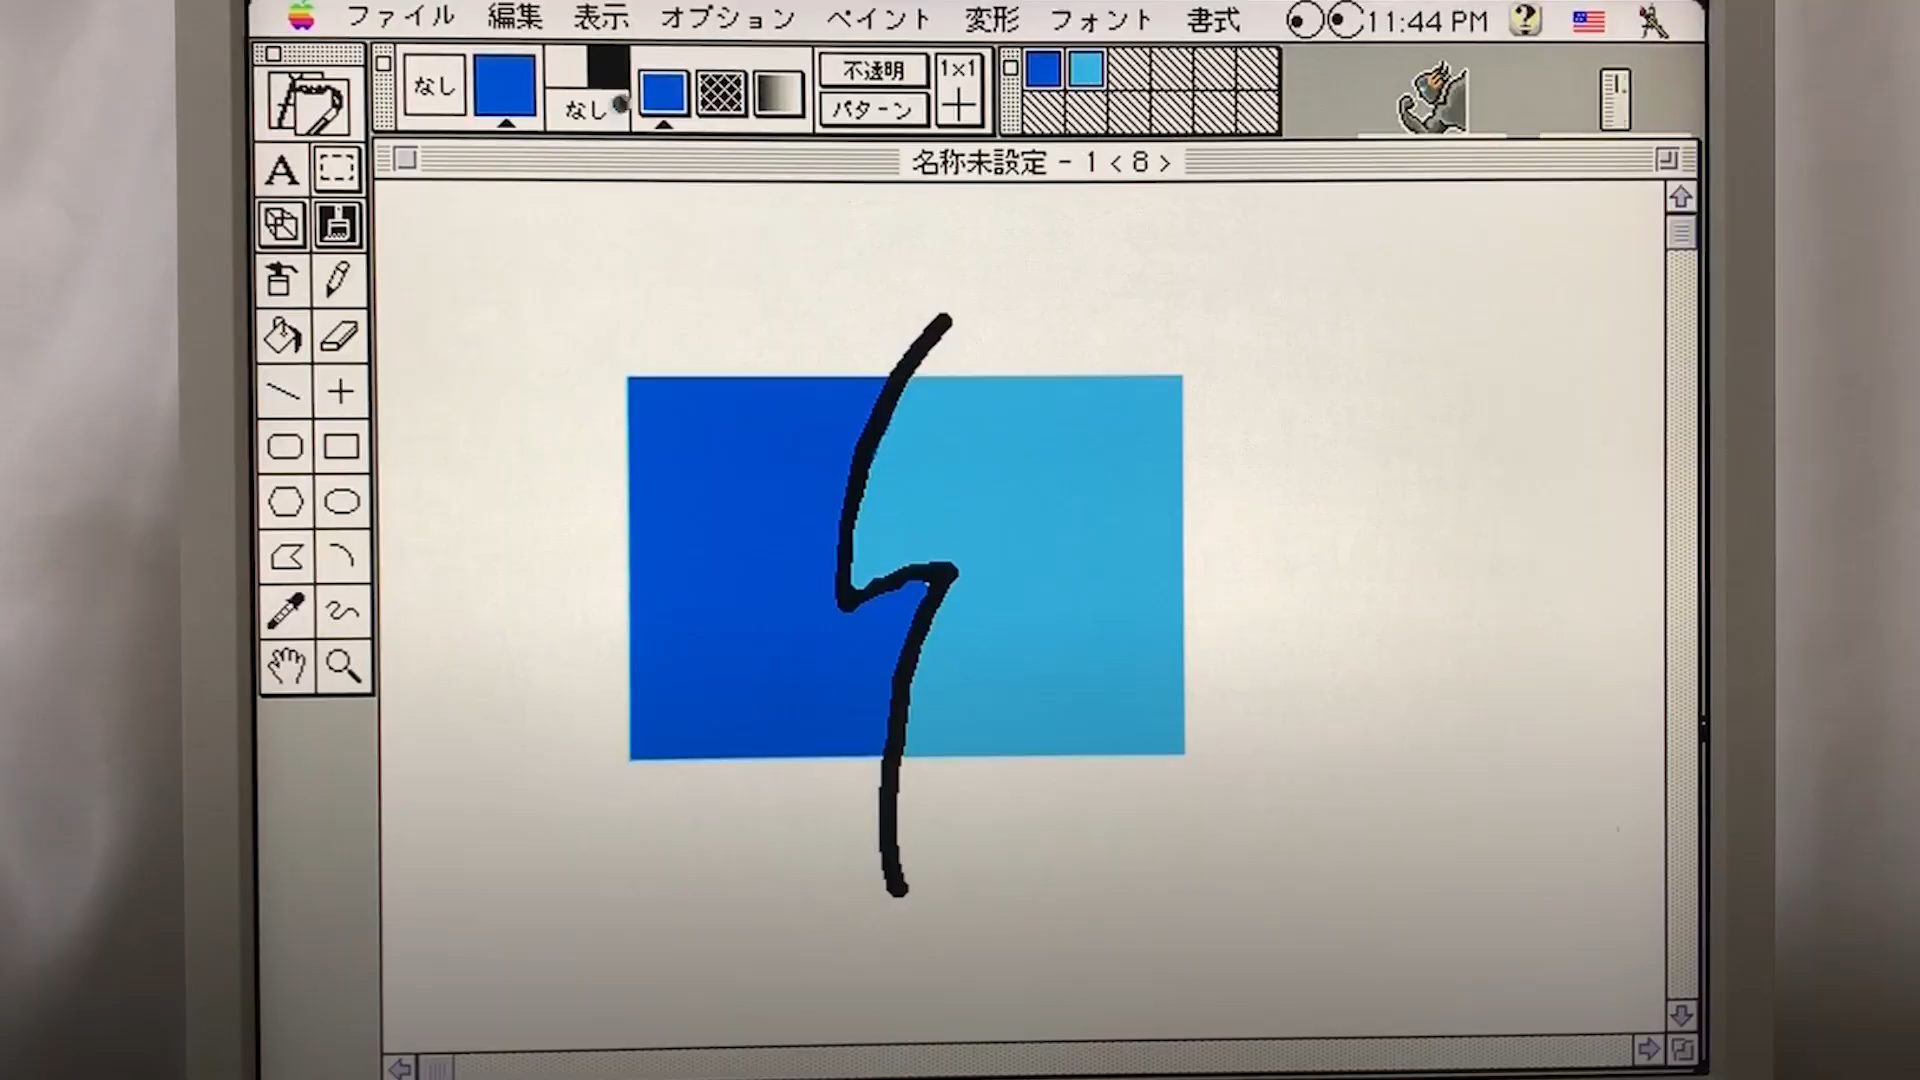 ファイル 編集 表示 オプション ペイント 変形 フォント 書式 11:44 PM
なし
なし
不透明
パターン
1×1
名称未設定 - 1 < 8 >
A